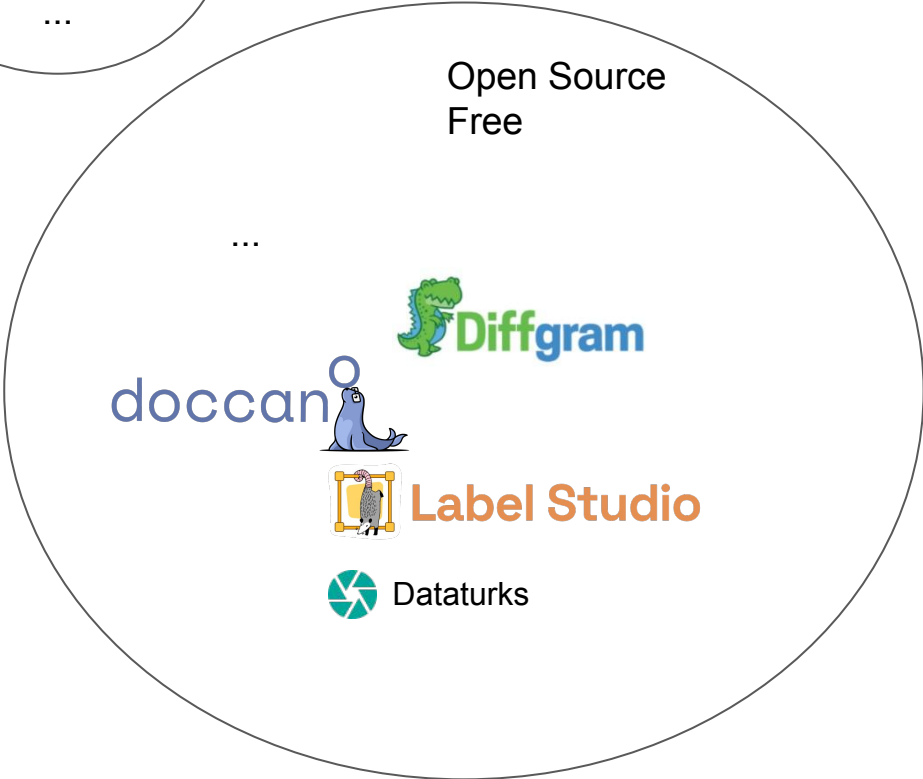 ...
Open Source
Free
...
Diffgram
doccano
Label Studio
Dataturks